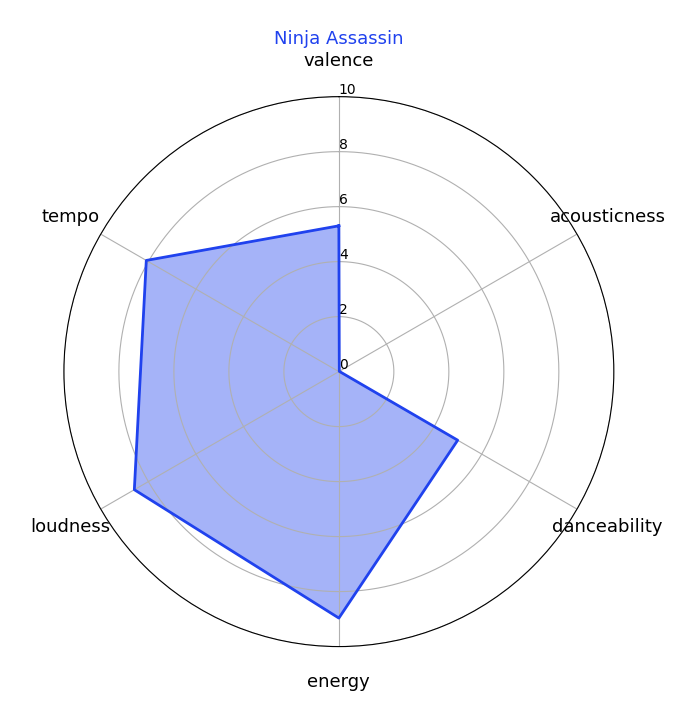 Ninja Assassin
valence
10
8
6
tempo
acousticness
4
2
0
loudness
danceability
energy